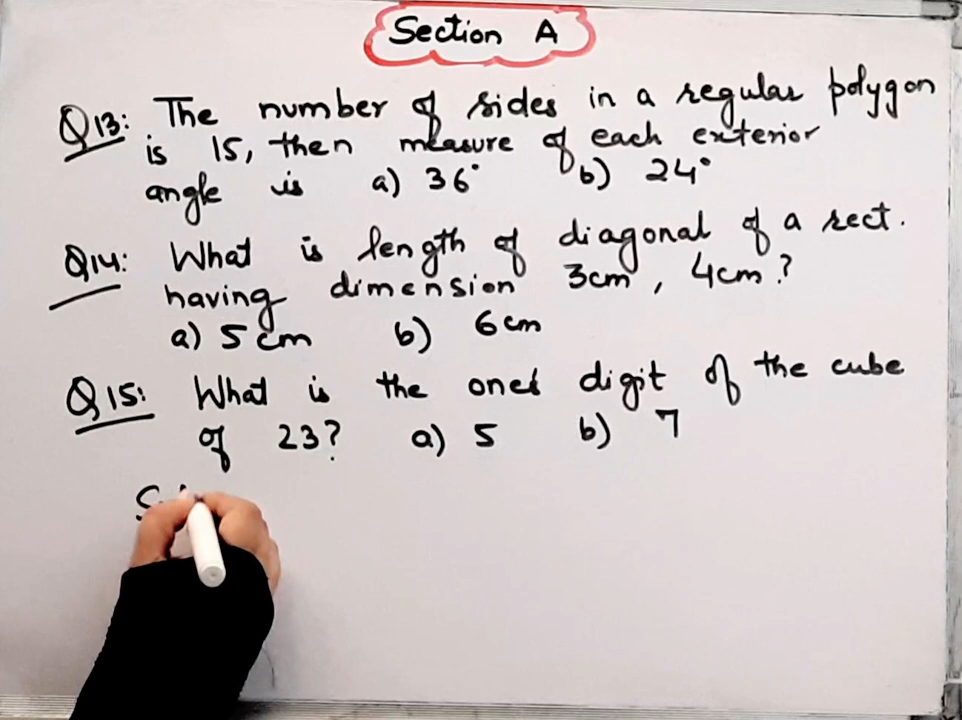 Section A
Q13: The number of sides in a regular polygon
is 15, then measure of each exterior
angle is a) 36° b) 24°
Q14: What is length of diagonal of a rect.
having dimension 3cm, 4cm?
a) 5 cm b) 6 cm
Q15: What is the ones digit of the cube
of 23? a) 5 b) 7